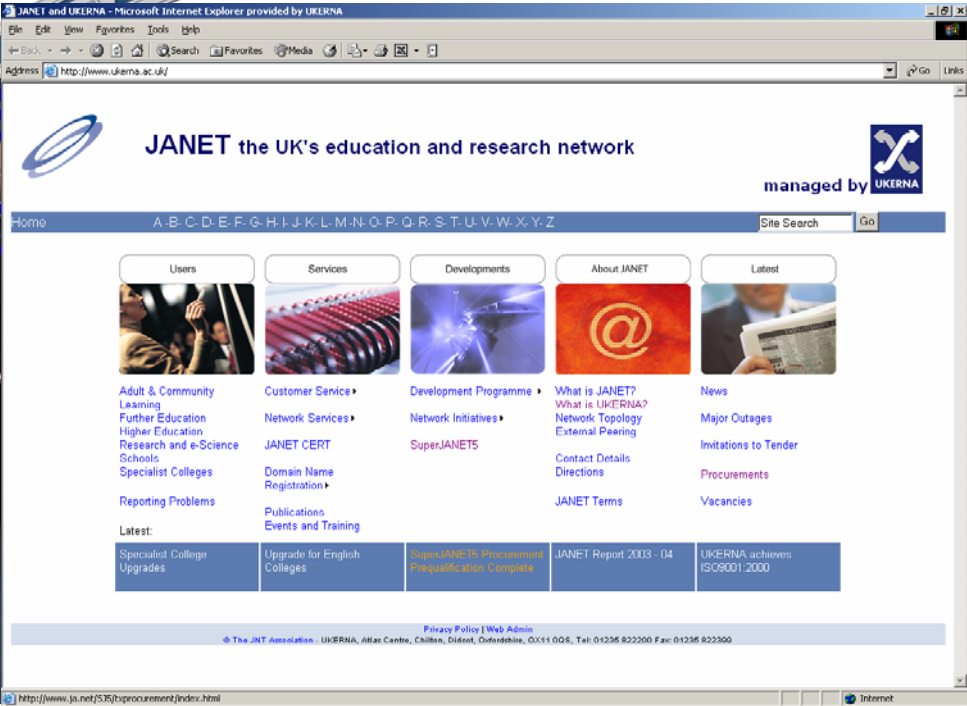 JANET and UKERNA - Microsoft Internet Explorer provided by UKERNA
File Edit View Favorites Tools Help
Back Search Favorites Media
Address http://www.ukerna.ac.uk/ Go Links
JANET the UK's education and research network
managed by UKERNA
Home A-B-C-D-E-F-G-H-I-J-K-L-M-N-O-P-Q-R-S-T-U-V-W-X-Y-Z Site Search Go
Users Services Developments About JANET Latest
@
Adult & Community
Learning
Further Education
Higher Education
Research and e-Science
Schools
Specialist Colleges
Reporting Problems
Customer Service
Network Services
JANET CERT
Domain Name
Registration
Publications
Events and Training
Development Programme
Network Initiatives
SuperJANET5
What is JANET?
What is UKERNA?
Network Topology
External Peering
Contact Details
Directions
JANET Terms
News
Major Outages
Invitations to Tender
Procurements
Vacancies
Latest:
Specialist College
Upgrades
Upgrade for English
Colleges
SuperJANET5 Procurement
Prequalification Complete
JANET Report 2003 - 04
UKERNA achieves
ISO9001:2000
Privacy Policy | Web Admin
© The JNT Association - UKERNA, Atlas Centre, Chilton, Didcot, Oxfordshire, OX11 0QS, Tel: 01235 822200 Fax: 01235 822399
http://www.ja.net/SJ5/txprocurement/index.html Internet